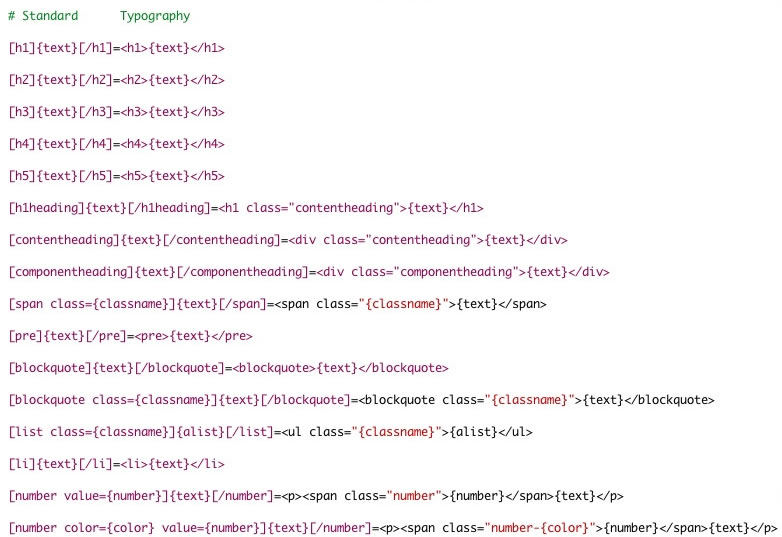 # Standard Typography
[h1]{text}[/h1]=<h1>{text}</h1>
[h2]{text}[/h2]=<h2>{text}</h2>
[h3]{text}[/h3]=<h3>{text}</h3>
[h4]{text}[/h4]=<h4>{text}</h4>
[h5]{text}[/h5]=<h5>{text}</h5>
[h1heading]{text}[/h1heading]=<h1 class="contentheading">{text}</h1>
[contentheading]{text}[/contentheading]=<div class="contentheading">{text}</div>
[componentheading]{text}[/componentheading]=<div class="componentheading">{text}</div>
[span class={classname}]{text}[/span]=<span class="{classname}">{text}</span>
[pre]{text}[/pre]=<pre>{text}</pre>
[blockquote]{text}[/blockquote]=<blockquote>{text}</blockquote>
[blockquote class={classname}]{text}[/blockquote]=<blockquote class="{classname}">{text}</blockquote>
[list class={classname}]{alist}[/list]=<ul class="{classname}">{alist}</ul>
[li]{text}[/li]=<li>{text}</li>
[number value={number}]{text}[/number]=<p><span class="number">{number}</span>{text}</p>
[number color={color} value={number}]{text}[/number]=<p><span class="number-{color}">{number}</span>{text}</p>